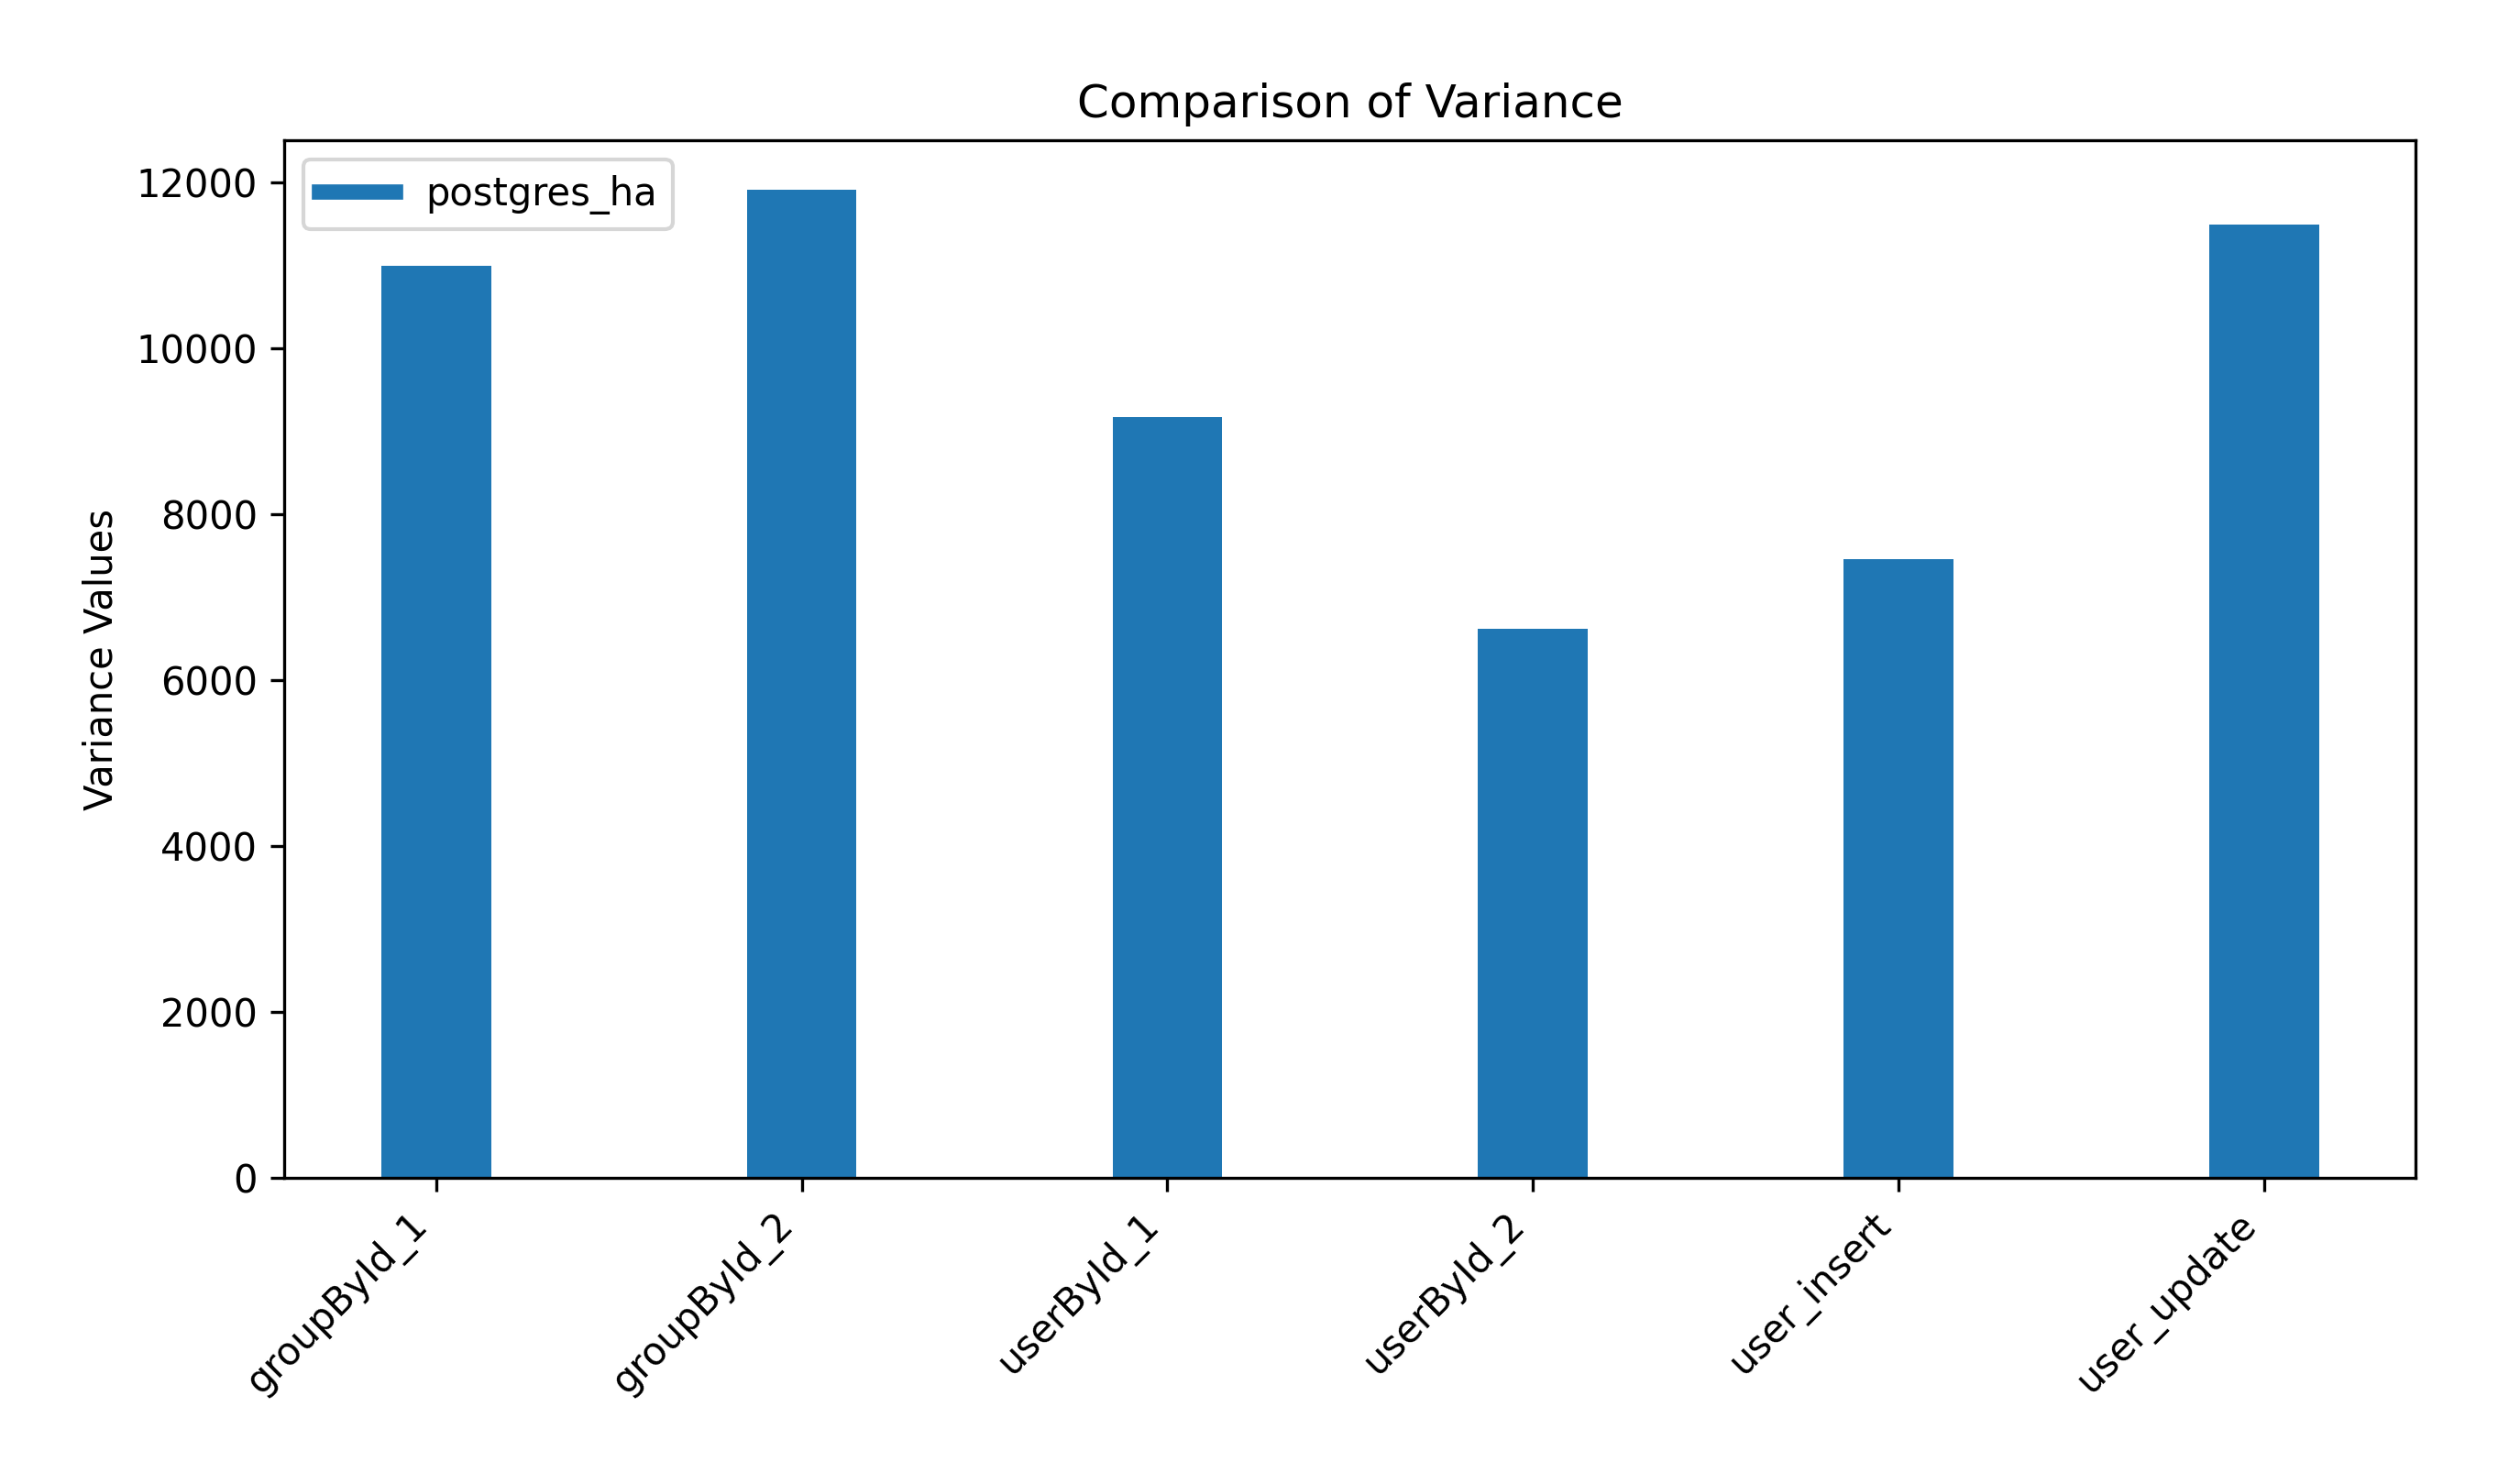 Comparison of Variance
postgres_ha
Variance Values
12000
10000
8000
6000
4000
2000
0
groupById_1
groupById_2
userById_1
userById_2
user_insert
user_update